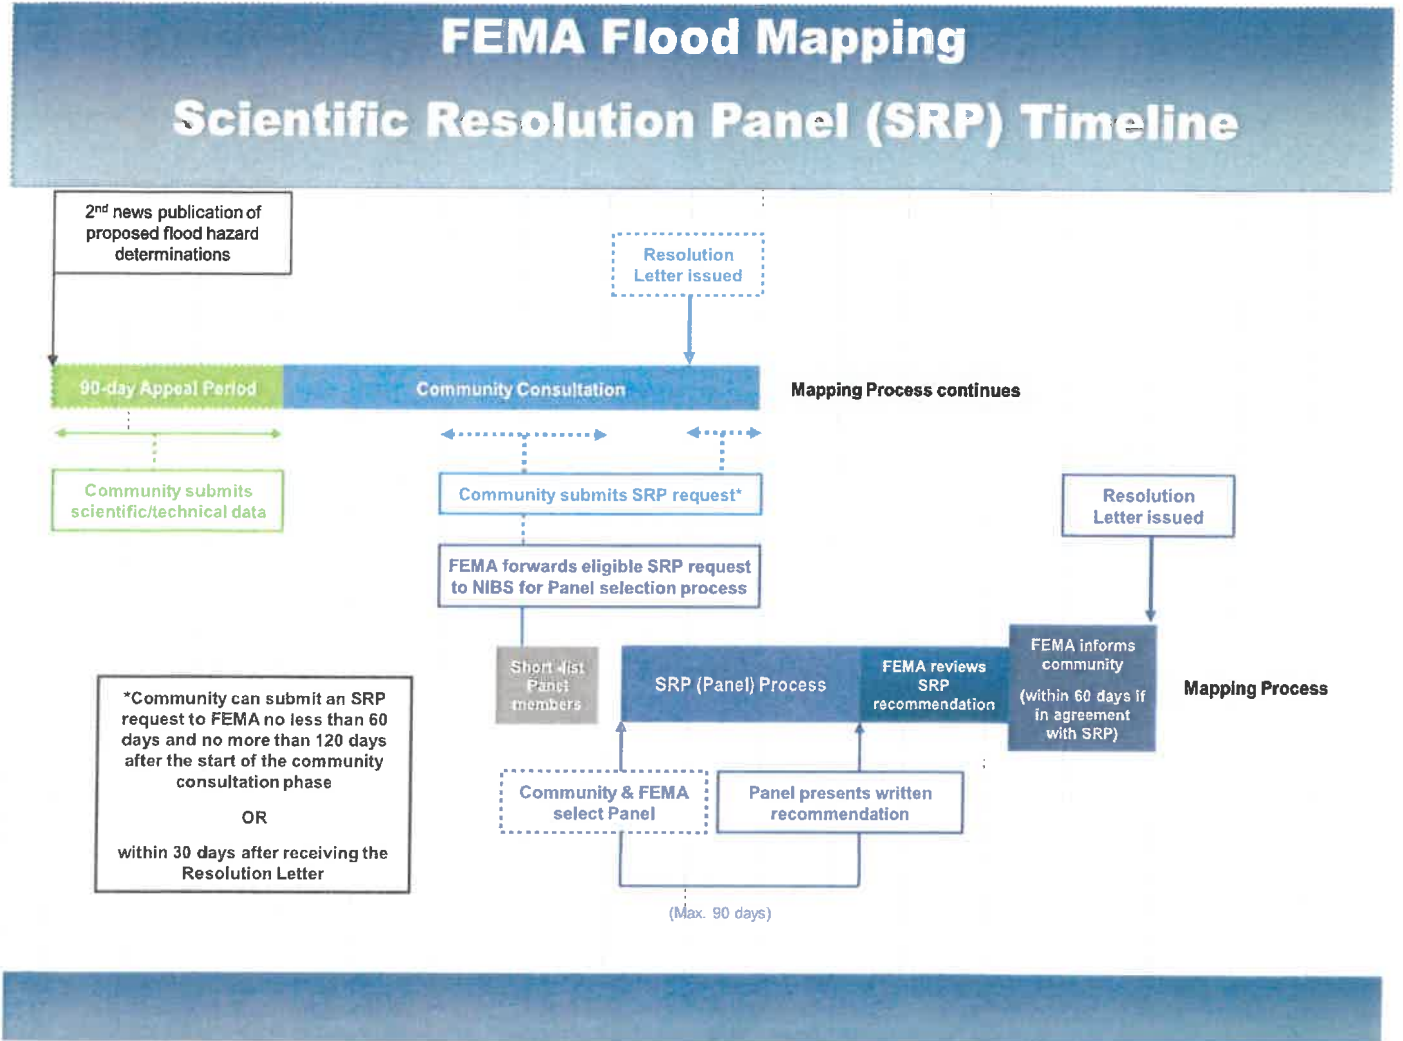 FEMA Flood Mapping
Scientific Resolution Panel (SRP) Timeline
2nd news publication of
proposed flood hazard
determinations
Resolution
Letter issued
90-day Appeal Period
Community Consultation
Mapping Process continues
Community submits
scientific/technical data
Community submits SRP request*
Resolution
Letter issued
FEMA forwards eligible SRP request
to NIBS for Panel selection process
Short-list
Panel
members
SRP (Panel) Process
FEMA reviews
SRP
recommendation
FEMA informs
community
(within 60 days if
in agreement
with SRP)
Mapping Process
*Community can submit an SRP
request to FEMA no less than 60
days and no more than 120 days
after the start of the community
consultation phase
OR
within 30 days after receiving the
Resolution Letter
Community & FEMA
select Panel
Panel presents written
recommendation
(Max. 90 days)